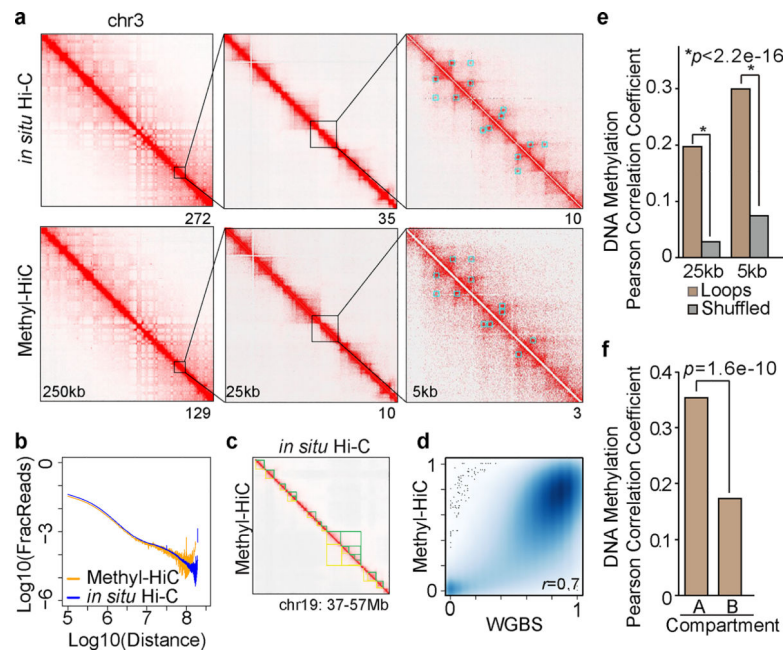 a
chr3
in situ Hi-C
272
35
10
Methyl-HiC
250kb
129
25kb
10
5kb
3
b
Log10(FracReads)
0
-3
-6
Methyl-HiC
in situ Hi-C
5 6 7 8
Log10(Distance)
c
in situ Hi-C
Methyl-HiC
chr19: 37-57Mb
d
Methyl-HiC
1
0
r=0.7
0 1
WGBS
e
DNA Methylation
Pearson Correlation Coefficient
*p<2.2e-16
0.3
0.2
0.1
0
*
*
25kb 5kb
Loops
Shuffled
f
DNA Methylation
Pearson Correlation Coefficient
p=1.6e-10
0.4
0.3
0.2
0.1
0
A B
Compartment